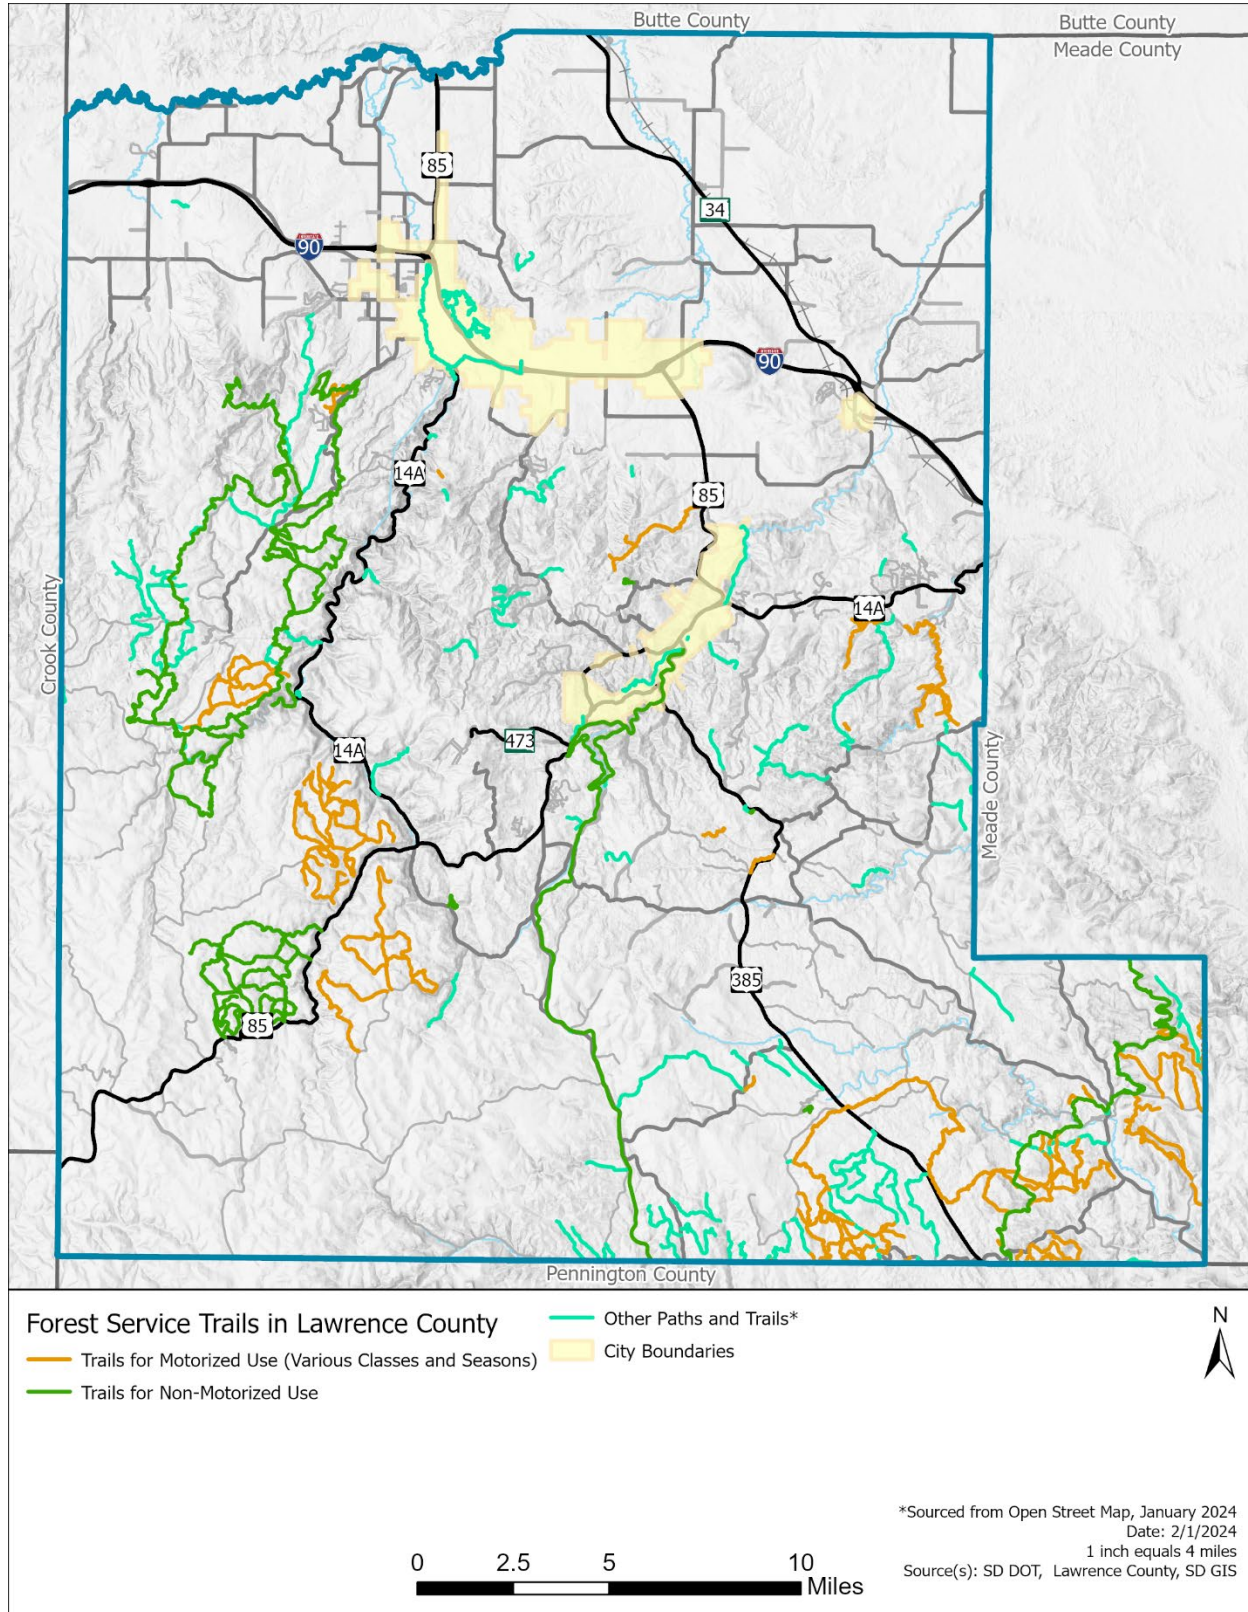 Butte County
Butte County
Meade County
85
34
90
90
14A
85
14A
Crook County
473
14A
Meade County
385
85
Pennington County
Forest Service Trails in Lawrence County
Trails for Motorized Use (Various Classes and Seasons)
Trails for Non-Motorized Use
Other Paths and Trails*
City Boundaries
N
*Sourced from Open Street Map, January 2024
Date: 2/1/2024
1 inch equals 4 miles
Source(s): SD DOT, Lawrence County, SD GIS
0 2.5 5 10
Miles